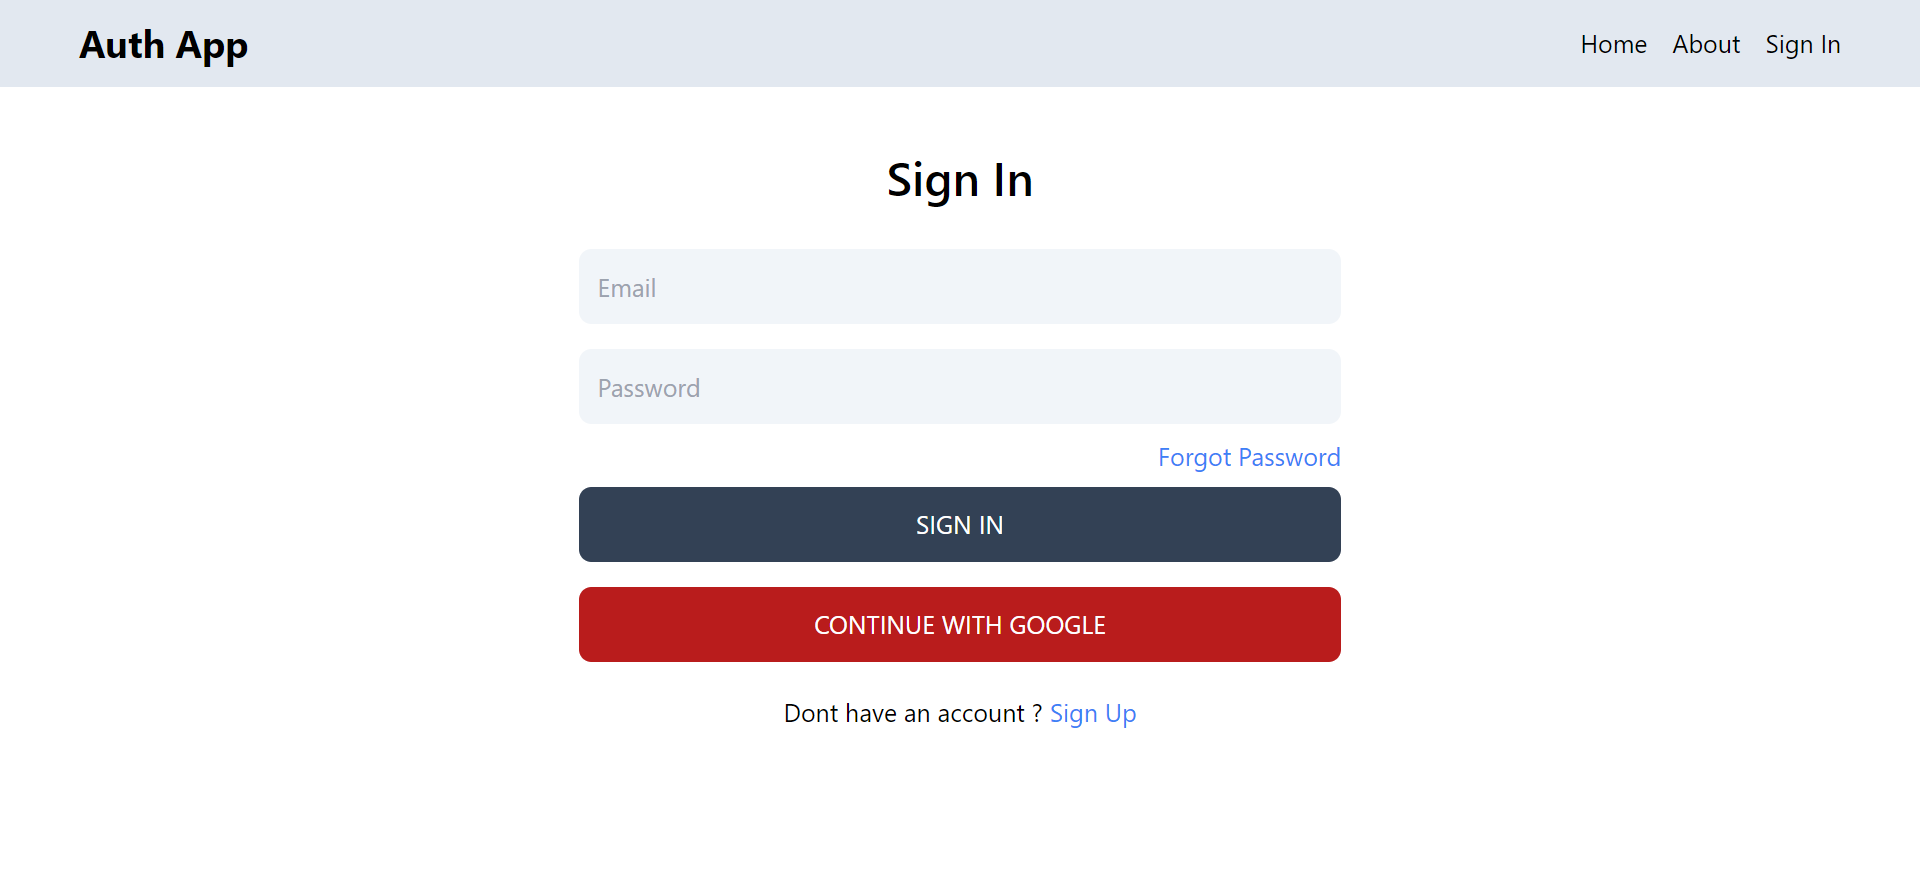 Auth App Home About Sign In
Sign In
Email
Password
Forgot Password
SIGN IN
CONTINUE WITH GOOGLE
Dont have an account ? Sign Up